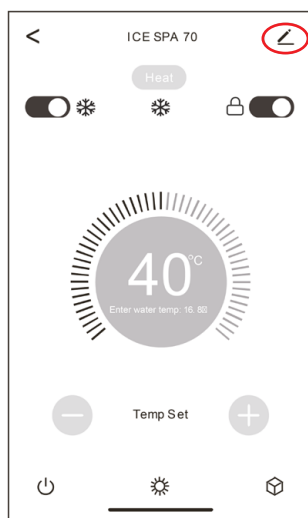 < ICE SPA 70
Heat
40°C
Enter water temp: 16. 8☒
Temp Set